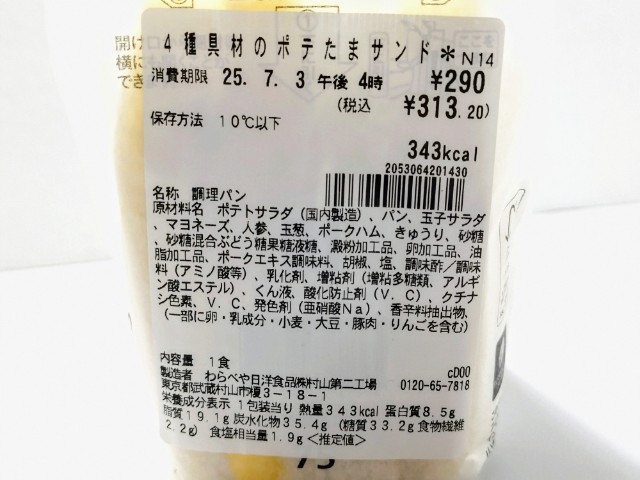 開け口
横に
でき
4種具材のポテたまサンド＊ N14
消費期限 25.7.3 午後4時 ¥290
(税込 ¥313.20)
保存方法 10℃以下
343kcal
2053064201430
名称 調理パン
原材料名 ポテトサラダ（国内製造）、パン、玉子サラダ
、マヨネーズ、人参、玉葱、ポークハム、きゅうり、砂糖
、砂糖混合ぶどう糖果糖液糖、澱粉加工品、卵加工品、油
脂加工品、ポークエキス調味料、胡椒、塩、調味酢／調味
料（アミノ酸等）、乳化剤、増粘剤（増粘多糖類、アルギ
ン酸エステル）、くん液、酸化防止剤（V.C）、クチナ
シ色素、V.C、発色剤（亜硝酸Na）、香辛料抽出物、
（一部に卵・乳成分・小麦・大豆・豚肉・りんごを含む）
内容量 1食
cD00
製造者 わらべや日洋食品㈱村山第二工場 0120-65-7818
東京都武蔵村山市榎3-18-1
栄養成分表示 1包装当り 熱量343kcal 蛋白質8.5g
脂質19.1g 炭水化物35.4g（糖質33.2g 食物繊維
2.2g） 食塩相当量1.9g＜推定値＞